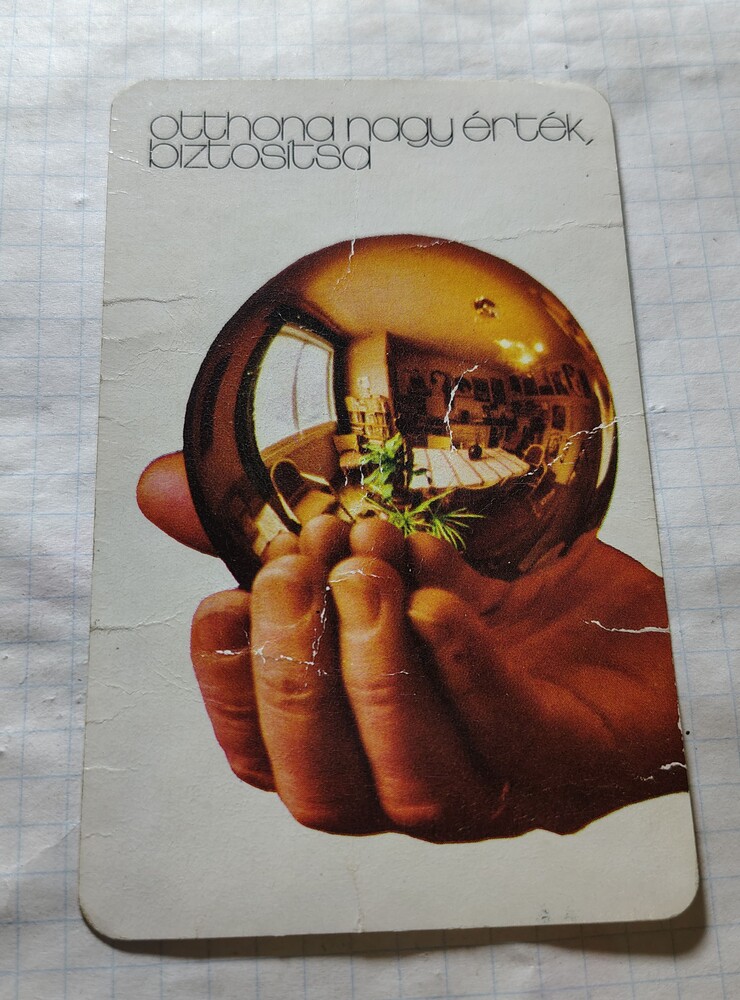 otthona nagy érték,
biztosítsa